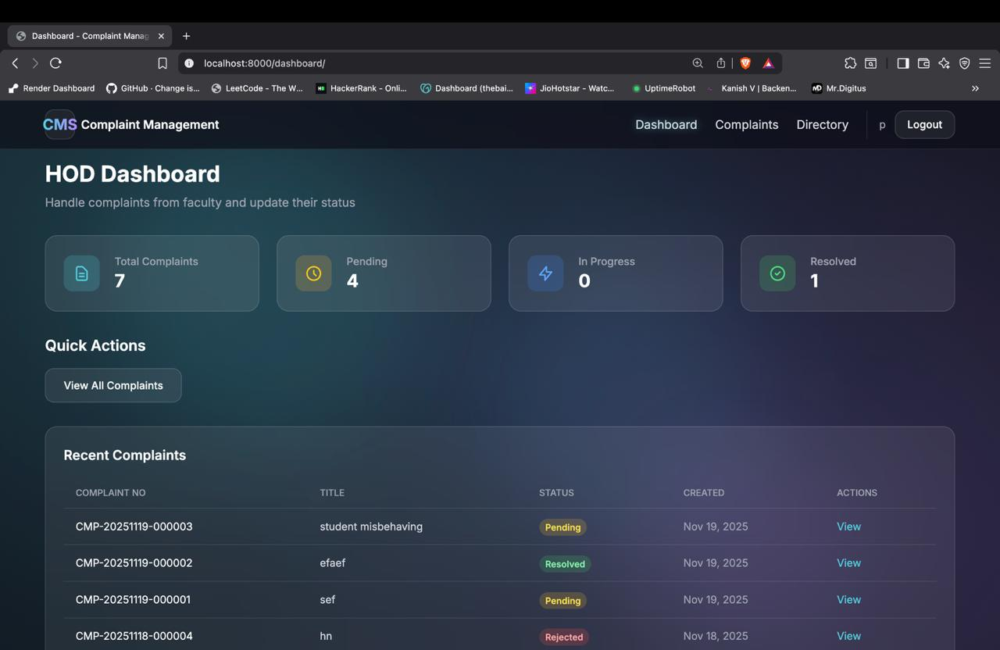 Dashboard - Complaint Manag
localhost:8000/dashboard/
Render Dashboard GitHub · Change is... LeetCode - The W... HackerRank - Onli... Dashboard (thebai... JioHotstar - Watc... UptimeRobot Kanish V | Backen... Mr.Digitus
CMS Complaint Management Dashboard Complaints Directory p Logout
HOD Dashboard
Handle complaints from faculty and update their status
Total Complaints Pending In Progress Resolved
7 4 0 1
Quick Actions
View All Complaints
Recent Complaints
COMPLAINT NO TITLE STATUS CREATED ACTIONS
CMP-20251119-000003 student misbehaving Pending Nov 19, 2025 View
CMP-20251119-000002 efaef Resolved Nov 19, 2025 View
CMP-20251119-000001 sef Pending Nov 19, 2025 View
CMP-20251118-000004 hn Rejected Nov 18, 2025 View